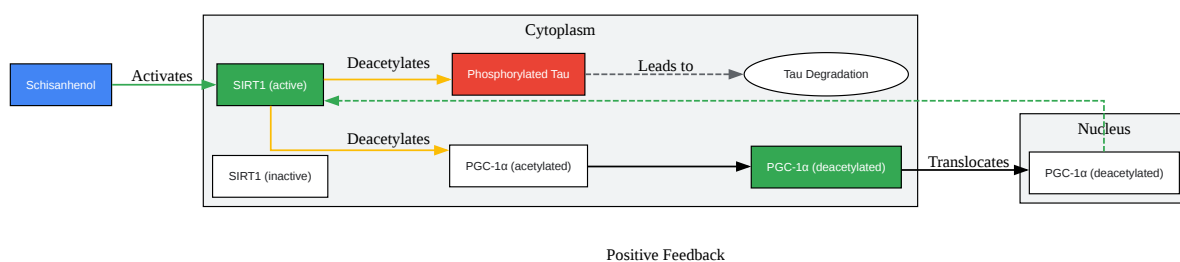 Cytoplasm
Schisanhenol
Activates
SIRT1 (active)
Deacetylates
Phosphorylated Tau
Leads to
Tau Degradation
Deacetylates
SIRT1 (inactive)
PGC-1α (acetylated)
PGC-1α (deacetylated)
Translocates
Nucleus
PGC-1α (deacetylated)
Positive Feedback